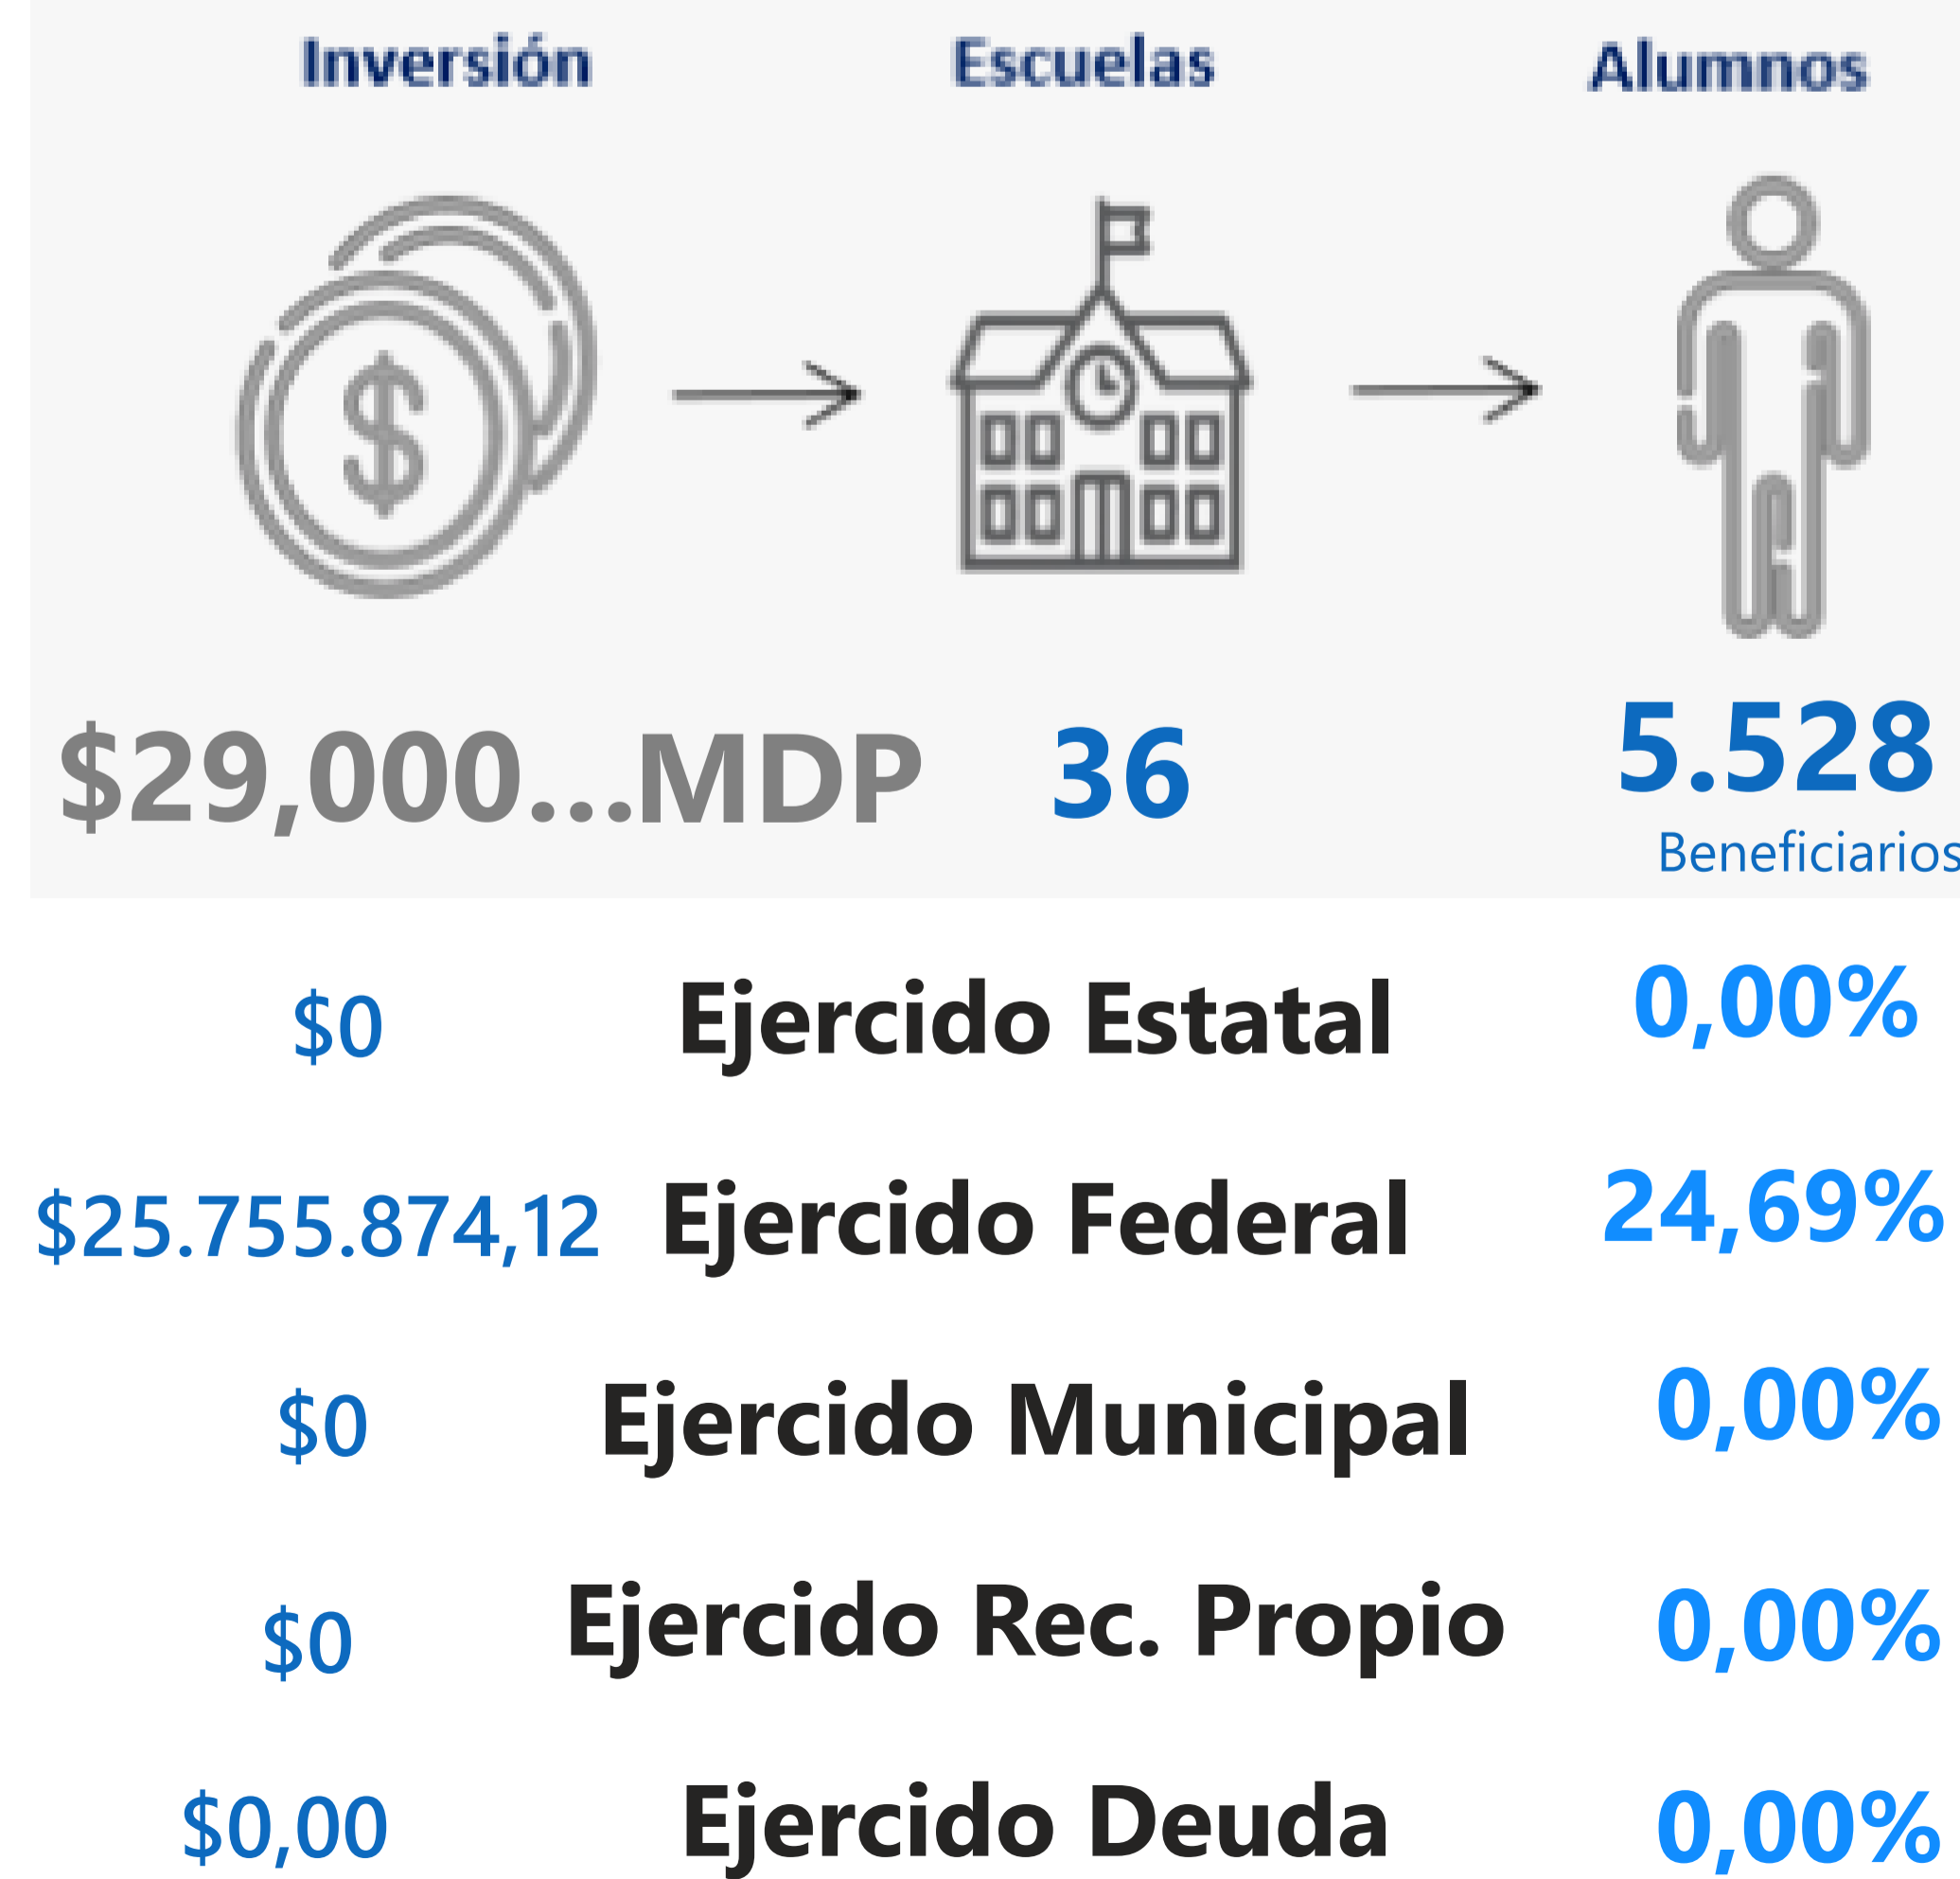 Inversión Escuelas Alumnos
$29,000...MDP 36 5.528
Beneficiarios
$0 Ejercido Estatal 0,00%
$25.755.874,12 Ejercido Federal 24,69%
$0 Ejercido Municipal 0,00%
$0 Ejercido Rec. Propio 0,00%
$0,00 Ejercido Deuda 0,00%